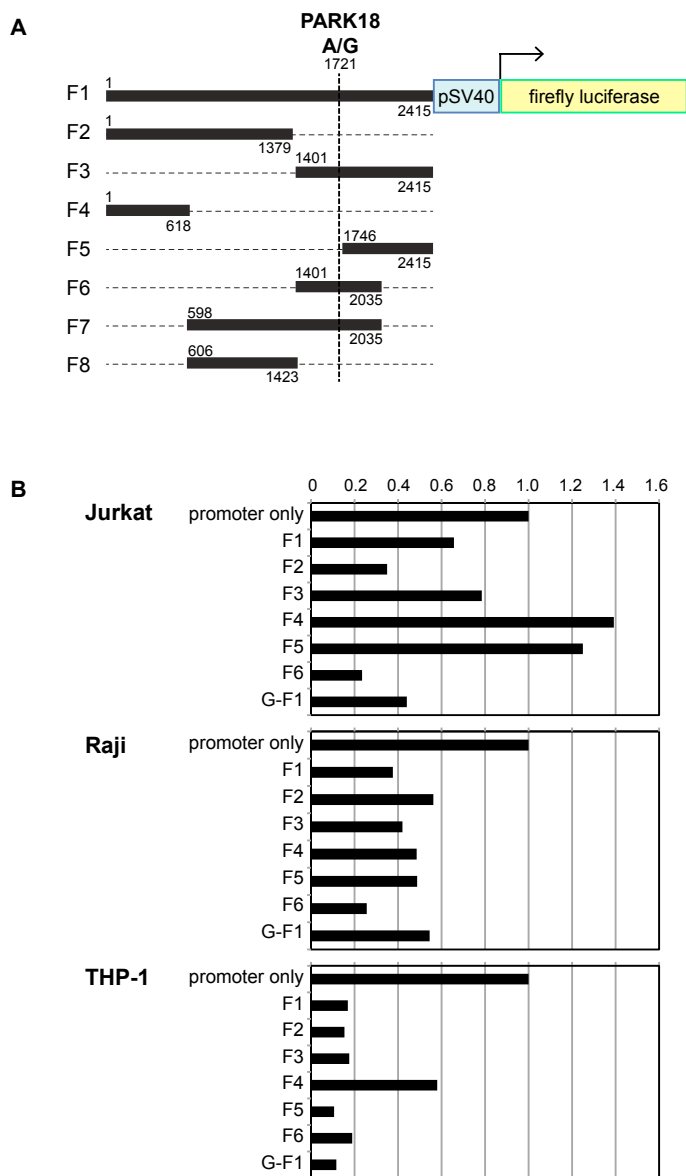 A
PARK18
A/G
1721
F1 1 2415 pSV40 firefly luciferase
F2 1 1379
F3 1401 2415
F4 1 618
F5 1746 2415
F6 1401 2035
F7 598 2035
F8 606 1423
B
0 0.2 0.4 0.6 0.8 1.0 1.2 1.4 1.6
Jurkat
promoter only
F1
F2
F3
F4
F5
F6
G-F1
Raji
promoter only
F1
F2
F3
F4
F5
F6
G-F1
THP-1
promoter only
F1
F2
F3
F4
F5
F6
G-F1